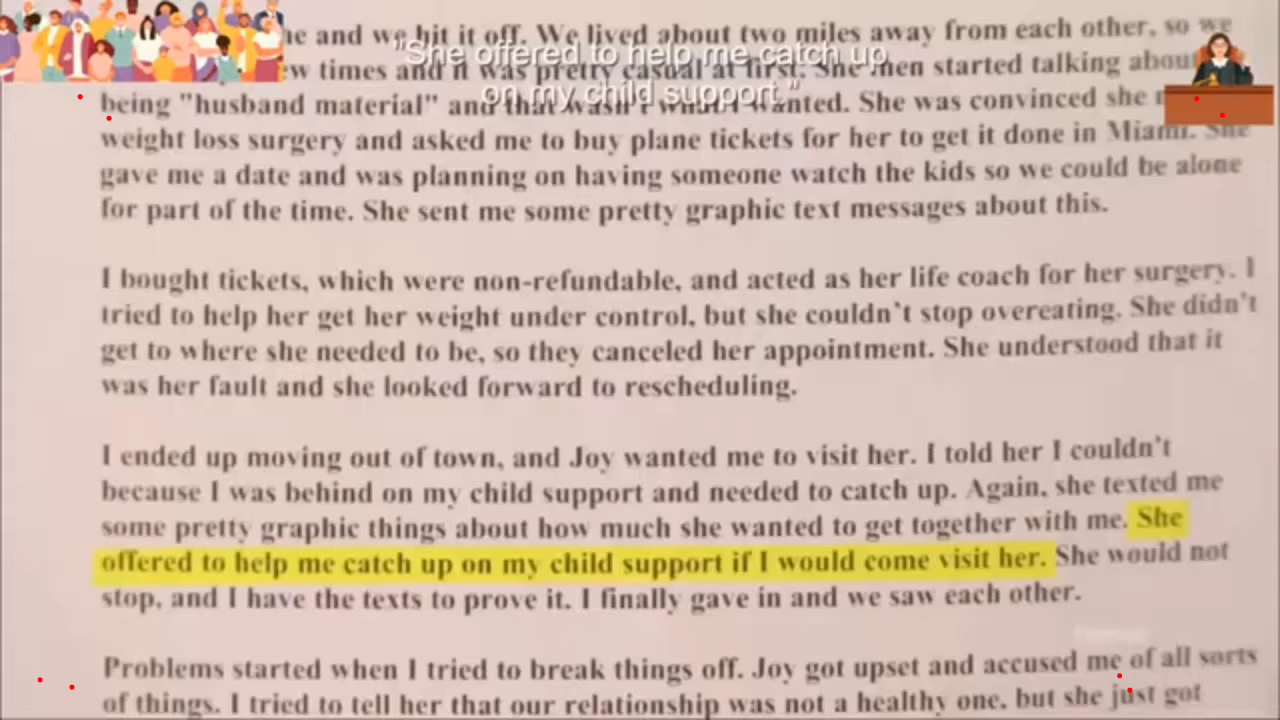 "She offered to help me catch up
on my child support."
and we hit it off. We lived about two miles away from each other, so we
times and it was pretty casual at first. She then started talking about
being "husband material" and that wasn't what I wanted. She was convinced she
weight loss surgery and asked me to buy plane tickets for her to get it done in Miami. She
gave me a date and was planning on having someone watch the kids so we could be alone
for part of the time. She sent me some pretty graphic text messages about this.
I bought tickets, which were non-refundable, and acted as her life coach for her surgery. I
tried to help her get her weight under control, but she couldn't stop overeating. She didn't
get to where she needed to be, so they canceled her appointment. She understood that it
was her fault and she looked forward to rescheduling.
I ended up moving out of town, and Joy wanted me to visit her. I told her I couldn't
because I was behind on my child support and needed to catch up. Again, she texted me
some pretty graphic things about how much she wanted to get together with me. She
offered to help me catch up on my child support if I would come visit her. She would not
stop, and I have the texts to prove it. I finally gave in and we saw each other.
Problems started when I tried to break things off. Joy got upset and accused me of all sorts
of things. I tried to tell her that our relationship was not a healthy one, but she just got